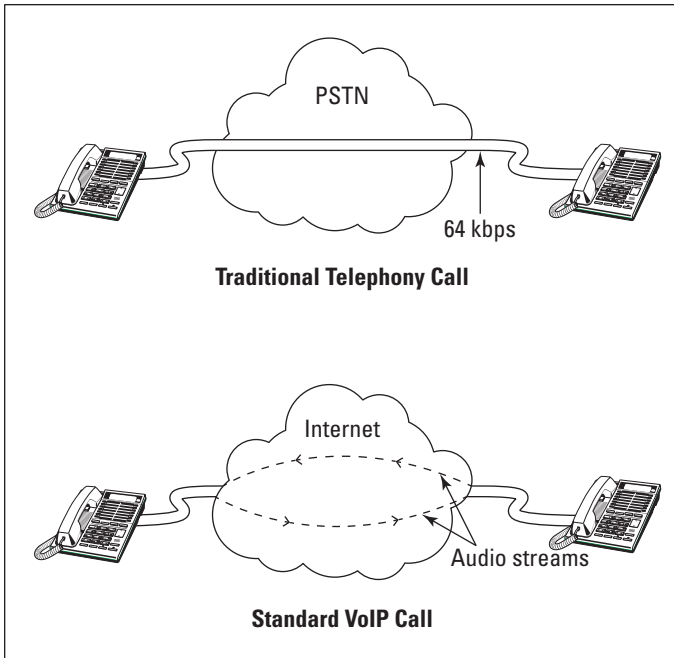 PSTN
64 kbps
Traditional Telephony Call
Internet
Audio streams
Standard VoIP Call